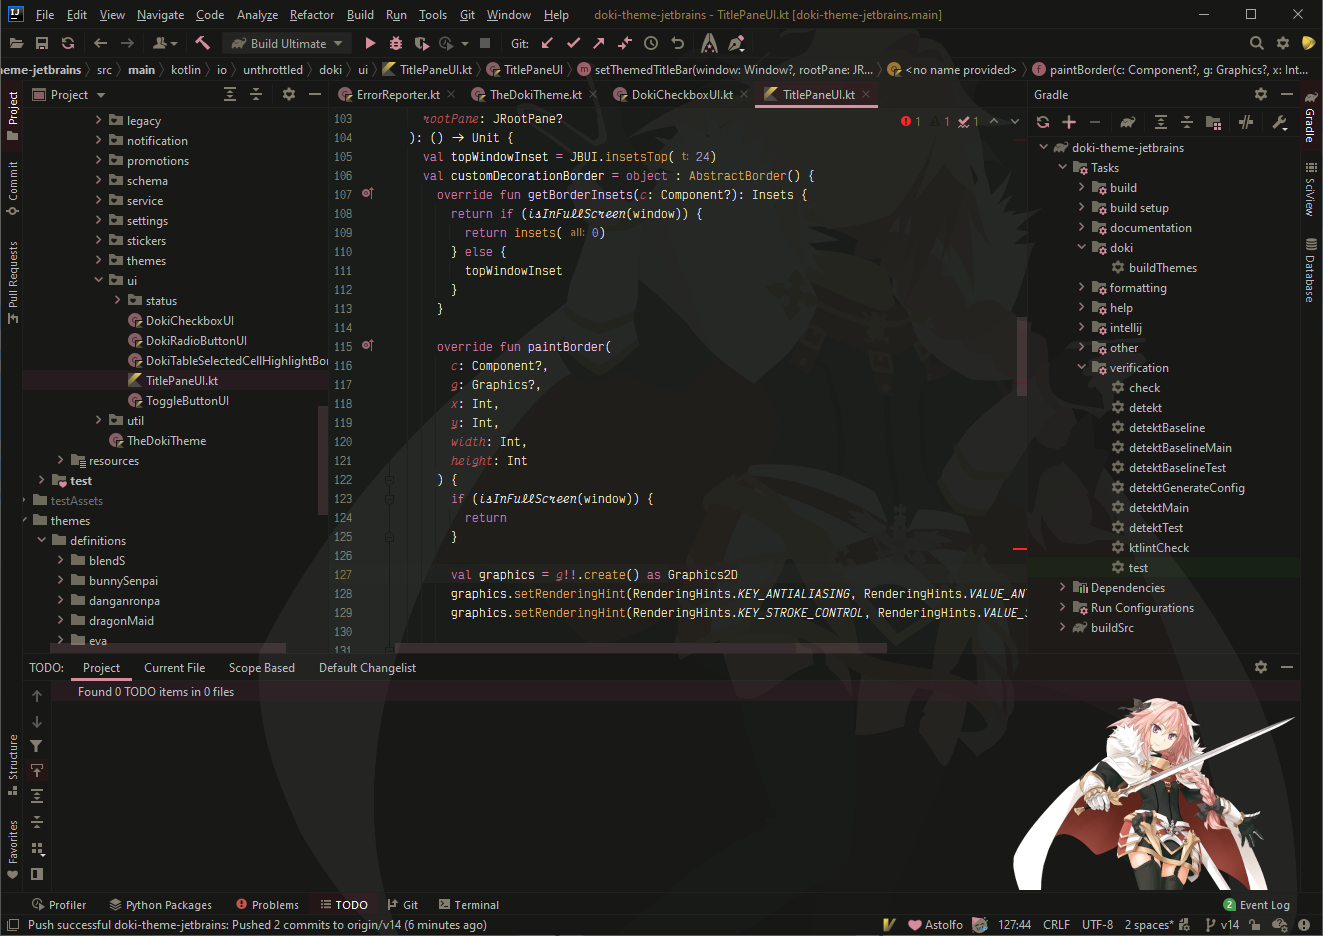 File Edit View Navigate Code Analyze Refactor Build Run Tools Git Window Help doki-theme-jetbrains - TitlePaneUI.kt [doki-theme-jetbrains.main]
Build Ultimate Git:
eme-jetbrains src main kotlin io unthrottled doki ui TitlePaneUI.kt TitlePaneUI setThemedTitleBar(window: Window?, rootPane: JR... <no name provided> paintBorder(c: Component?, g: Graphics?, x: Int...
Project
Commit
Pull Requests
Structure
Favorites
Project
legacy
notification
promotions
schema
service
settings
stickers
themes
ui
status
DokiCheckboxUI
DokiRadioButtonUI
DokiTableSelectedCellHighlightBor
TitlePaneUI.kt
ToggleButtonUI
util
TheDokiTheme
resources
test
testAssets
themes
definitions
blendS
bunnySenpai
danganronpa
dragonMaid
eva
ErrorReporter.kt TheDokiTheme.kt DokiCheckboxUI.kt TitlePaneUI.kt
1 1 1
103 rootPane: JRootPane?
104 ): () -> Unit {
105 val topWindowInset = JBUI.insetsTop( t: 24)
106 val customDecorationBorder = object : AbstractBorder() {
107 override fun getBorderInsets(c: Component?): Insets {
108 return if (isInFullScreen(window)) {
109 return insets( all: 0)
110 } else {
111 topWindowInset
112 }
113 }
114
115 override fun paintBorder(
116 c: Component?,
117 g: Graphics?,
118 x: Int,
119 y: Int,
120 width: Int,
121 height: Int
122 ) {
123 if (isInFullScreen(window)) {
124 return
125 }
126
127 val graphics = g!!.create() as Graphics2D
128 graphics.setRenderingHint(RenderingHints.KEY_ANTIALIASING, RenderingHints.VALUE_AN
129 graphics.setRenderingHint(RenderingHints.KEY_STROKE_CONTROL, RenderingHints.VALUE_S
130
131
Gradle
doki-theme-jetbrains
Tasks
build
build setup
documentation
doki
buildThemes
formatting
help
intellij
other
verification
check
detekt
detektBaseline
detektBaselineMain
detektBaselineTest
detektGenerateConfig
detektMain
detektTest
ktlintCheck
test
Dependencies
Run Configurations
buildSrc
Gradle
SciView
Database
TODO: Project Current File Scope Based Default Changelist
Found 0 TODO items in 0 files
Profiler Python Packages Problems TODO Git Terminal 2 Event Log
Push successful doki-theme-jetbrains: Pushed 2 commits to origin/v14 (6 minutes ago) Astolfo 127:44 CRLF UTF-8 2 spaces* v14